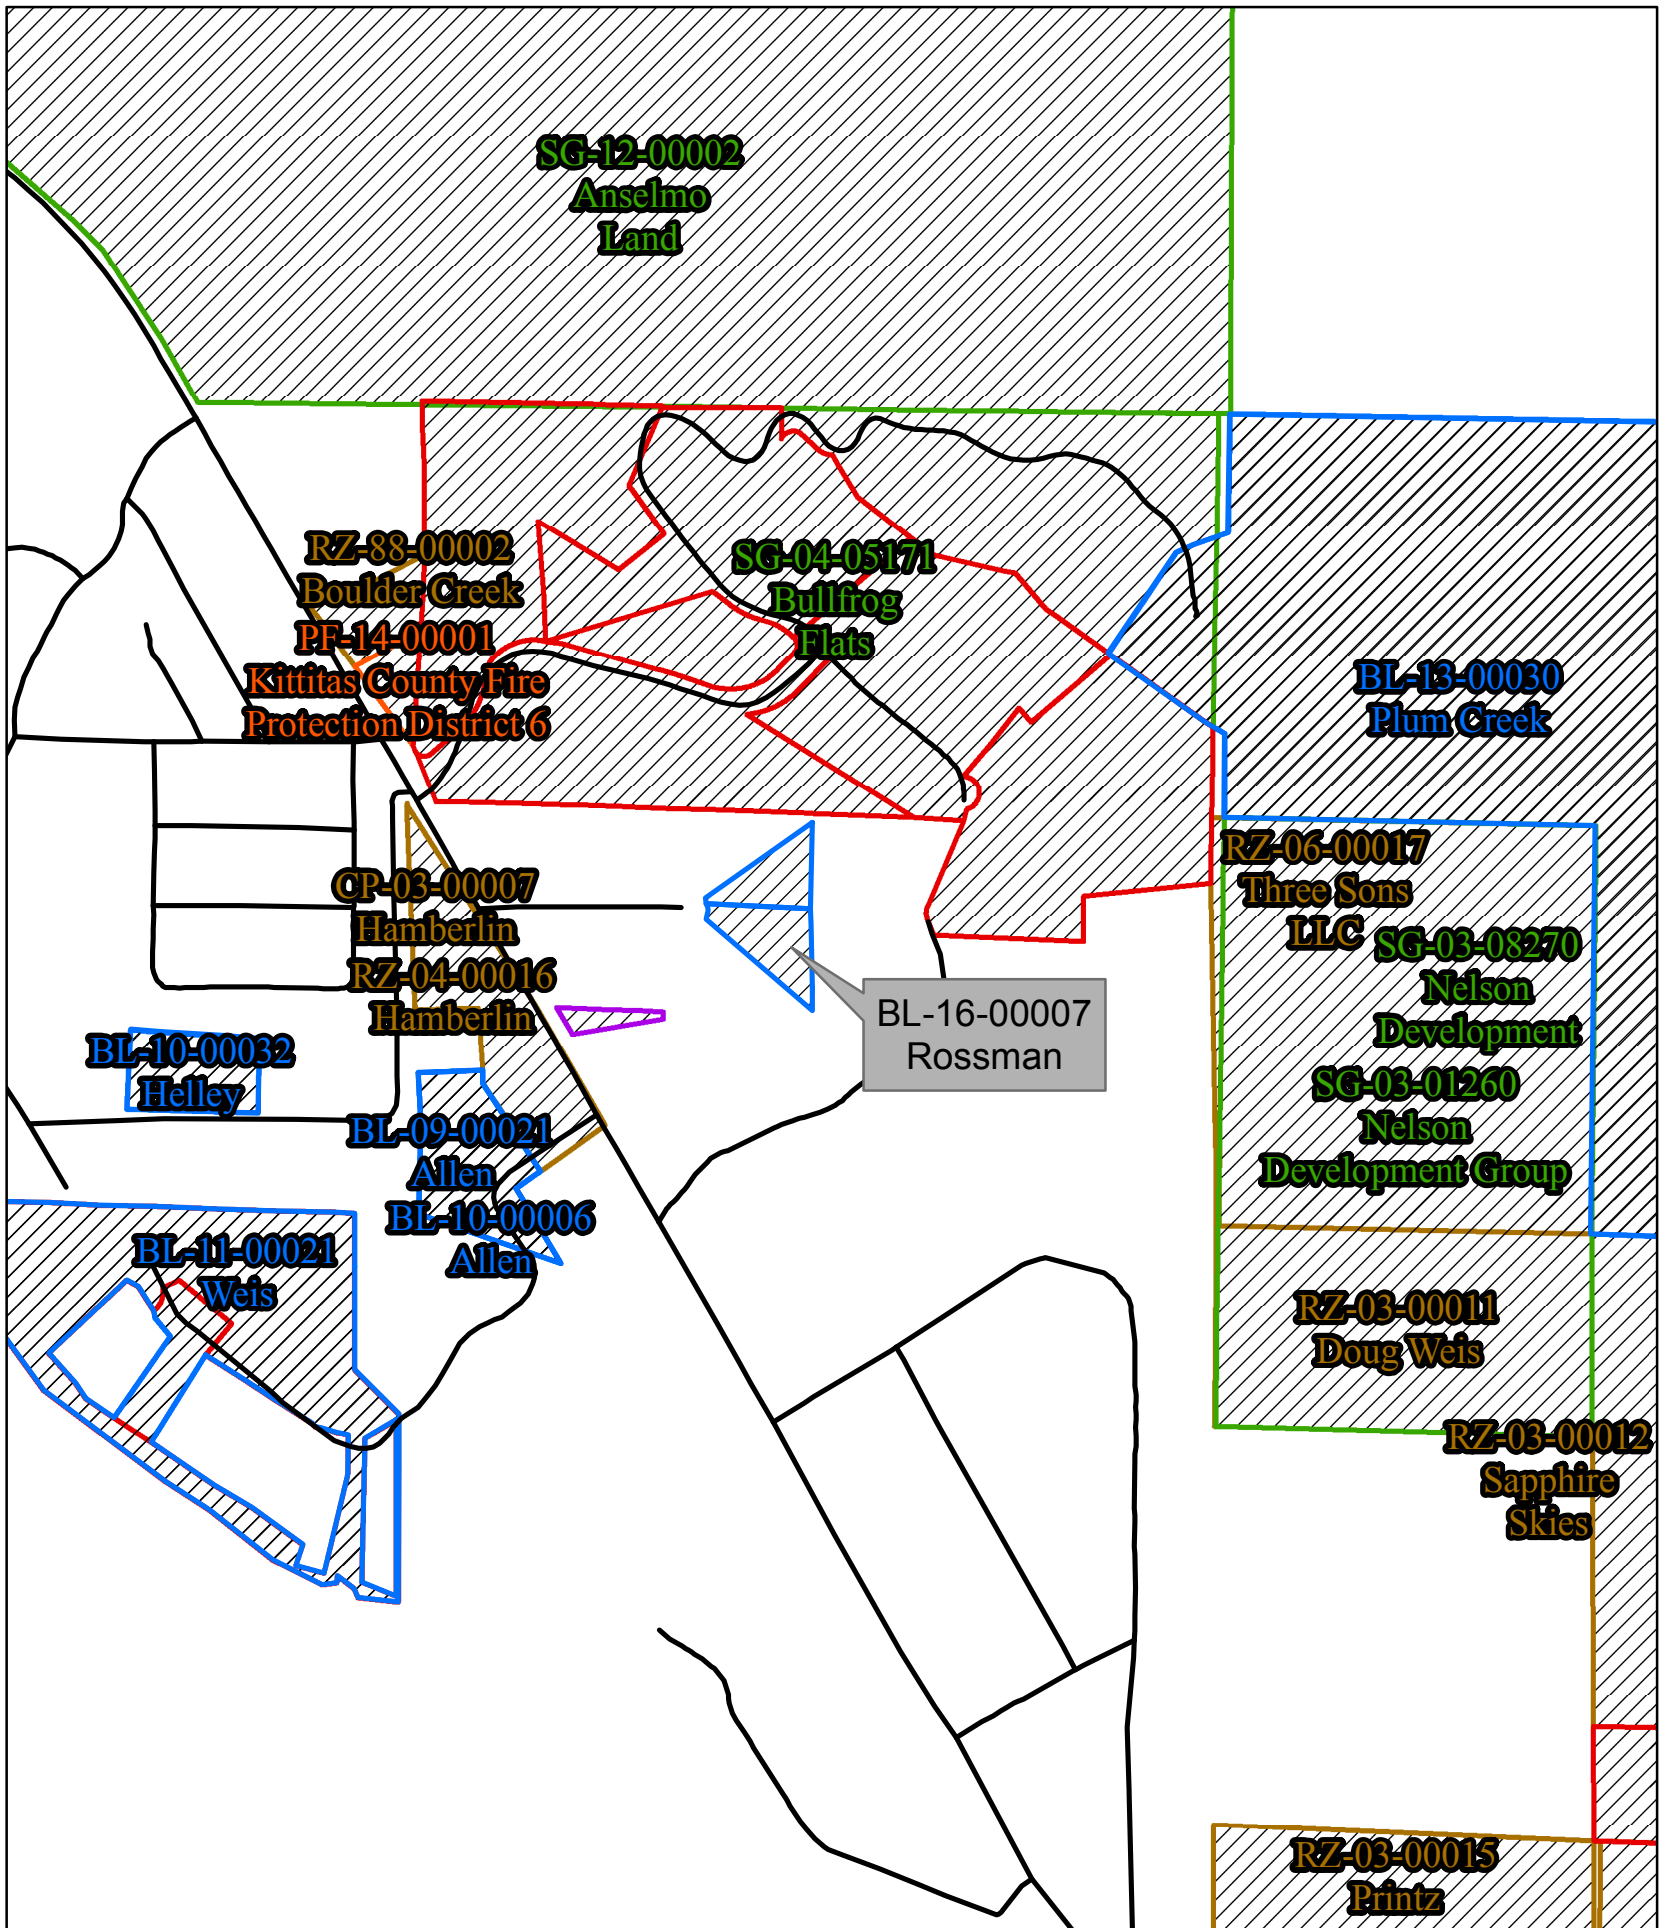 SG-12-00002
Anselmo
Land
RZ-88-00002
Boulder Creek
PF-14-00001
Kittitas County Fire
Protection District 6
SG-04-05171
Bullfrog
Flats
BL-13-00030
Plum Creek
CP-03-00007
Hamberlin
RZ-04-00016
Hamberlin
RZ-06-00017
Three Sons
LLC
SG-03-08270
Nelson
Development
BL-16-00007
Rossman
BL-10-00032
Helley
SG-03-01260
Nelson
Development Group
BL-09-00021
Allen
BL-10-00006
Allen
BL-11-00021
Weis
RZ-03-00011
Doug Weis
RZ-03-00012
Sapphire
Skies
RZ-03-00015
Printz